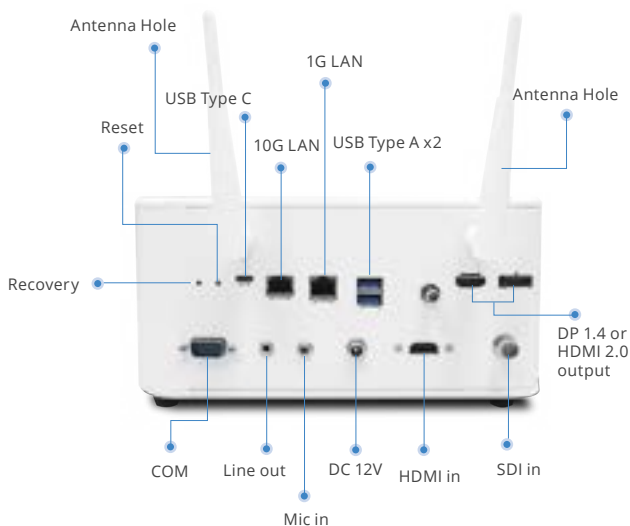 Antenna Hole
1G LAN
USB Type C
Antenna Hole
Reset
10G LAN
USB Type A x2
Recovery
DP 1.4 or
HDMI 2.0
output
COM
Line out
DC 12V
HDMI in
SDI in
Mic in